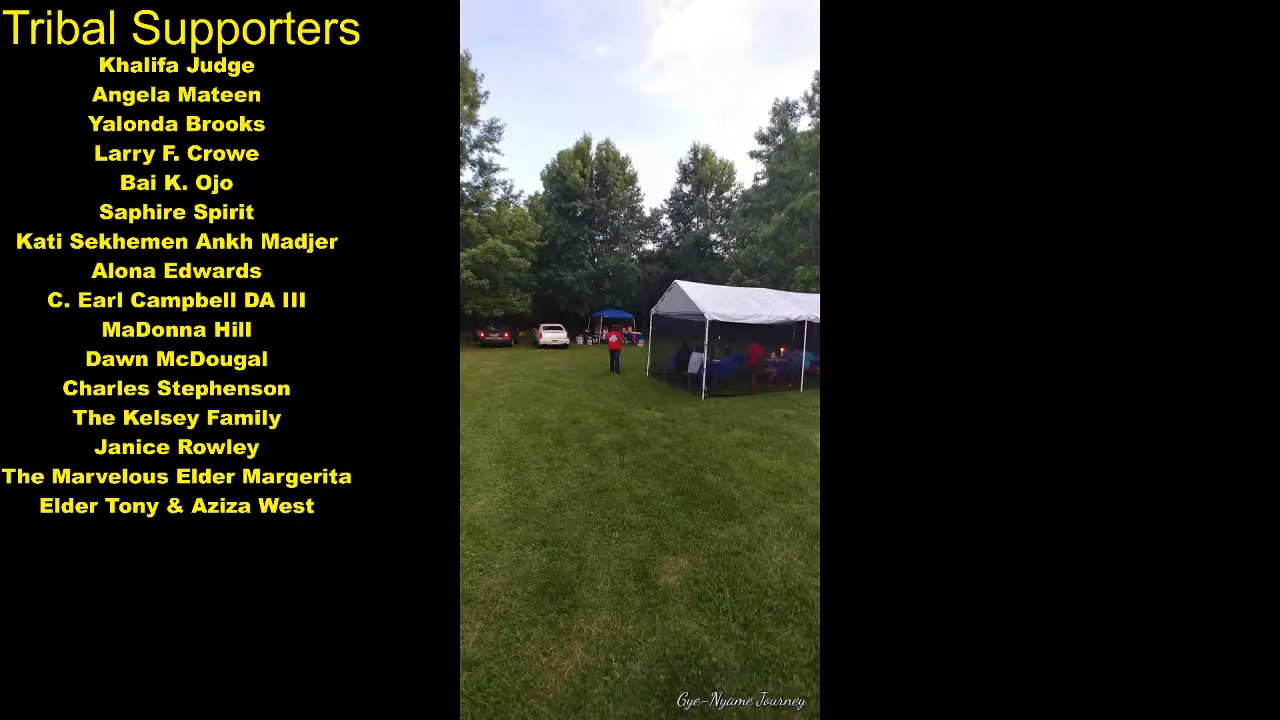 Tribal Supporters
Khalifa Judge
Angela Mateen
Yalonda Brooks
Larry F. Crowe
Bai K. Ojo
Saphire Spirit
Kati Sekhemen Ankh Madjer
Alona Edwards
C. Earl Campbell DA III
MaDonna Hill
Dawn McDougal
Charles Stephenson
The Kelsey Family
Janice Rowley
The Marvelous Elder Margerita
Elder Tony & Aziza West
Gye-Nyame Journey